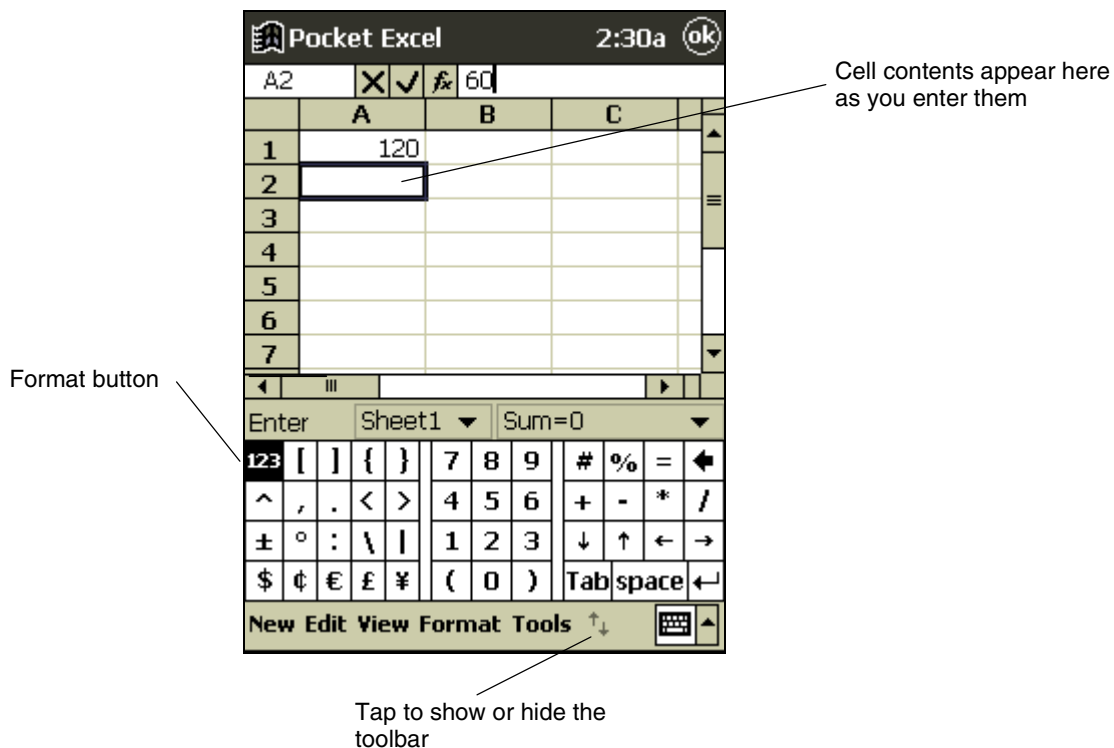 Pocket Excel 2:30a ok
A2 fx 60
A B C
1 120
2
3
4
5
6
7
Cell contents appear here
as you enter them
Format button
Enter Sheet1 Sum=0
123 [ ] { } 7 8 9 # % = 🡸
^ , . < > 4 5 6 + - * /
± ° : \ | 1 2 3 ↓ ↑ ← →
$ ¢ € £ ¥ ( 0 ) Tab space ↵
New Edit View Format Tools
Tap to show or hide the
toolbar